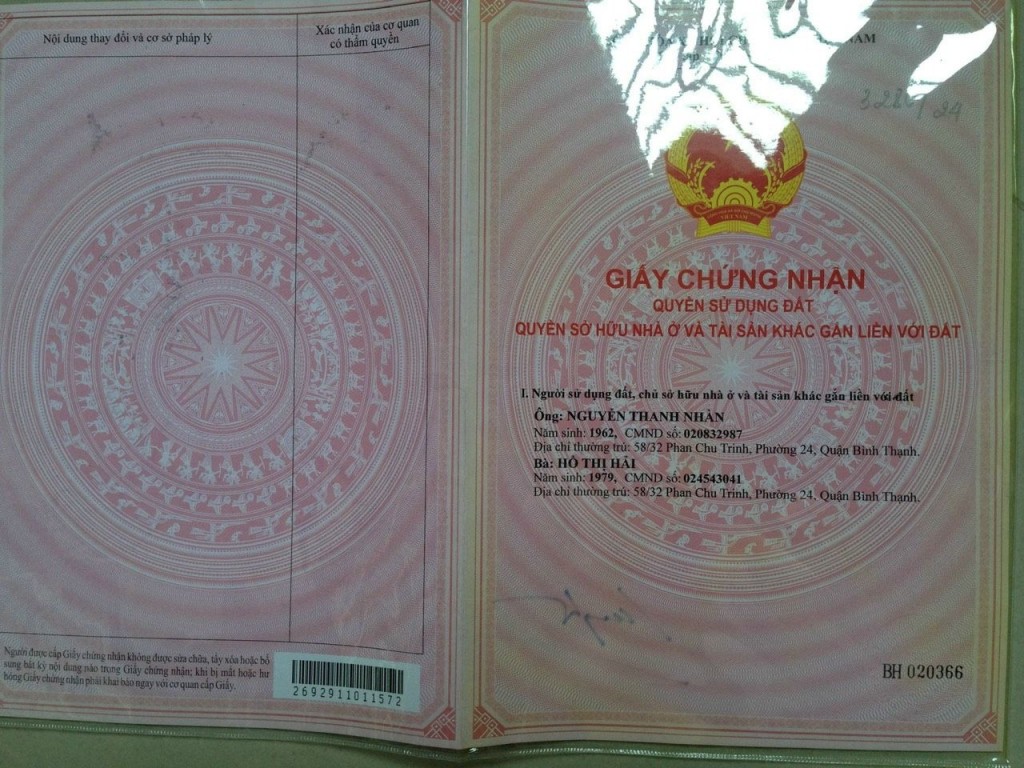 Nội dung thay đổi và cơ sở pháp lý
Xác nhận của cơ quan
có thẩm quyền
Người được cấp Giấy chứng nhận không được sửa chữa, tẩy xóa hoặc bổ
sung bất kỳ nội dung nào trong Giấy chứng nhận; khi bị mất hoặc hư
hỏng Giấy chứng nhận phải khai báo ngay với cơ quan cấp Giấy.
2692911011572
NAM
VIỆT NAM
GIẤY CHỨNG NHẬN
QUYỀN SỬ DỤNG ĐẤT
QUYỀN SỞ HỮU NHÀ Ở VÀ TÀI SẢN KHÁC GẮN LIỀN VỚI ĐẤT
I. Người sử dụng đất, chủ sở hữu nhà ở và tài sản khác gắn liền với đất
Ông: NGUYỄN THANH NHÀN
Năm sinh: 1962, CMND số: 020832987
Địa chỉ thường trú: 58/32 Phan Chu Trinh, Phường 24, Quận Bình Thạnh.
Bà: HỒ THỊ HẢI
Năm sinh: 1979, CMND số: 024543041
Địa chỉ thường trú: 58/32 Phan Chu Trinh, Phường 24, Quận Bình Thạnh.
BH 020366